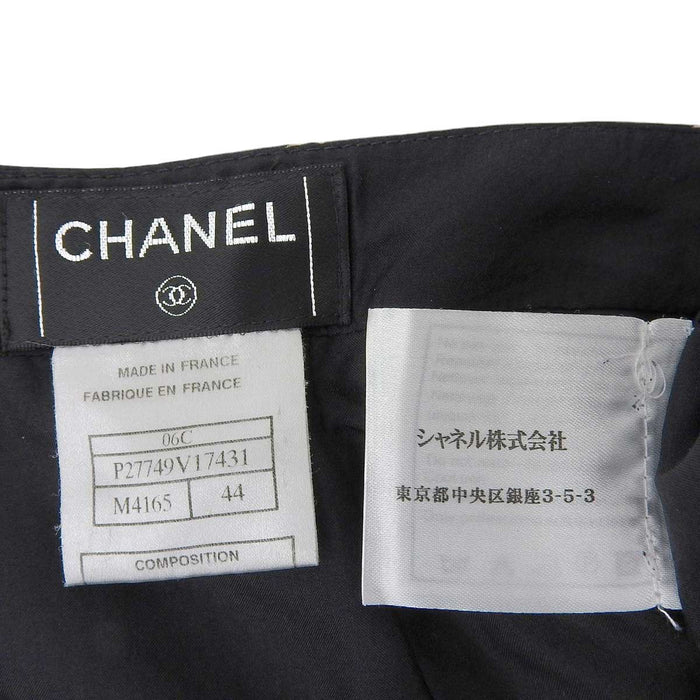 CHANEL
MADE IN FRANCE
FABRIQUE EN FRANCE
06C
P27749V17431
M4165 44
COMPOSITION
シャネル株式会社
東京都中央区銀座3-5-3